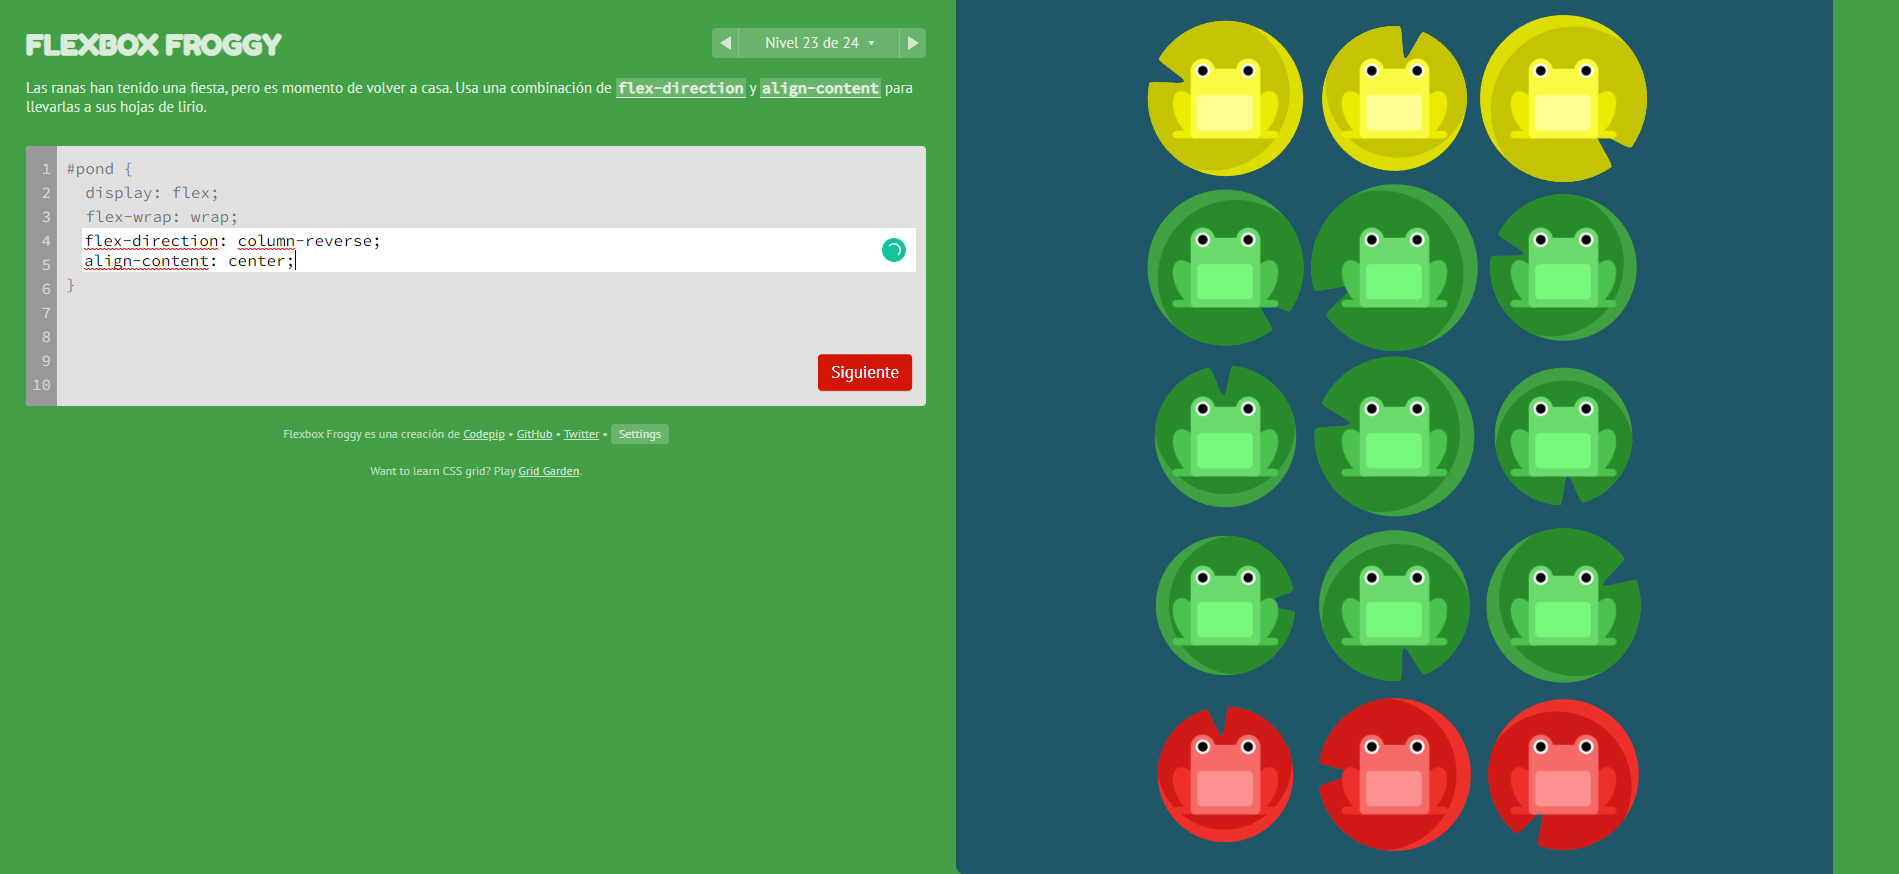 FLEXBOX FROGGY
◀ Nivel 23 de 24 ▾ ▶
Las ranas han tenido una fiesta, pero es momento de volver a casa. Usa una combinación de flex-direction y align-content para
llevarlas a sus hojas de lirio.
1 #pond {
2 display: flex;
3 flex-wrap: wrap;
4 flex-direction: column-reverse;
5 align-content: center;
6 }
7
8
9
10
Siguiente
Flexbox Froggy es una creación de Codepip • GitHub • Twitter • Settings
Want to learn CSS grid? Play Grid Garden.